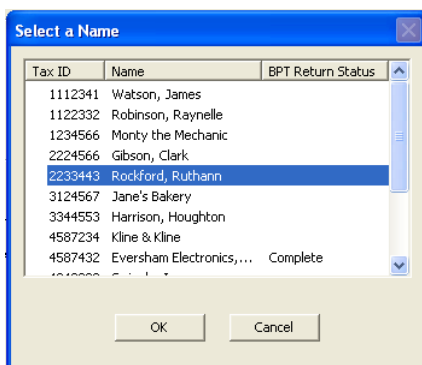 Select a Name
Tax ID Name BPT Return Status
1112341 Watson, James
1122332 Robinson, Raynelle
1234566 Monty the Mechanic
2224566 Gibson, Clark
2233443 Rockford, Ruthann
3124567 Jane's Bakery
3344553 Harrison, Houghton
4587234 Kline & Kline
4587432 Eversham Electronics,... Complete
OK Cancel